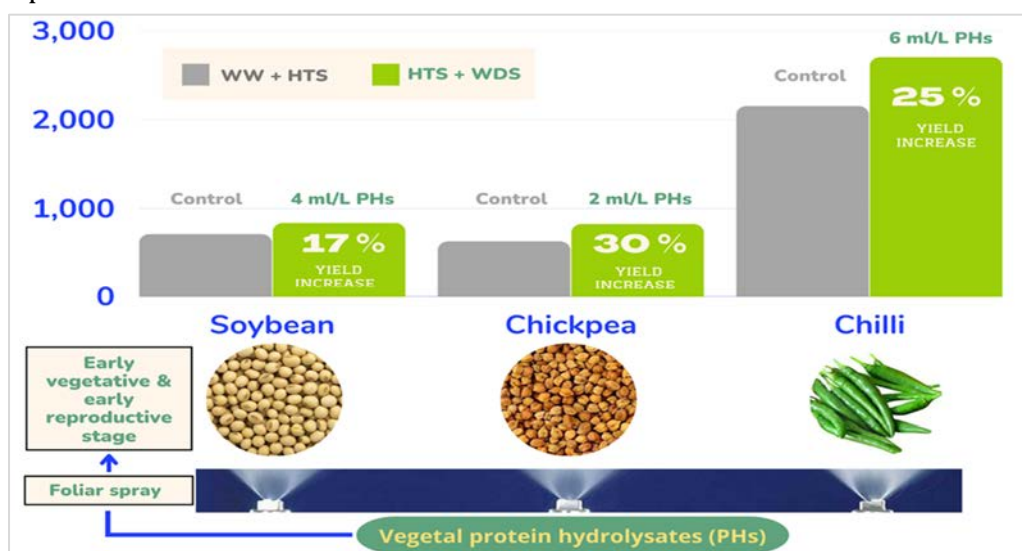 3,000
6 ml/L PHs
WW + HTS
HTS + WDS
Control
25 %
YIELD
INCREASE
2,000
1,000
Control
4 ml/L PHs
Control
2 ml/L PHs
17 %
YIELD
INCREASE
30 %
YIELD
INCREASE
0
Soybean
Chickpea
Chilli
Early
vegetative &
early
reproductive
stage
Foliar spray
Vegetal protein hydrolysates (PHs)